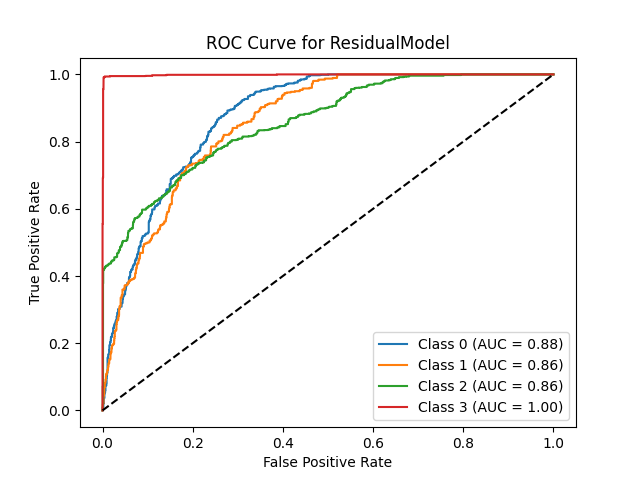 ROC Curve for ResidualModel
True Positive Rate
1.0
0.8
0.6
0.4
0.2
0.0
0.0 0.2 0.4 0.6 0.8 1.0
False Positive Rate
Class 0 (AUC = 0.88)
Class 1 (AUC = 0.86)
Class 2 (AUC = 0.86)
Class 3 (AUC = 1.00)